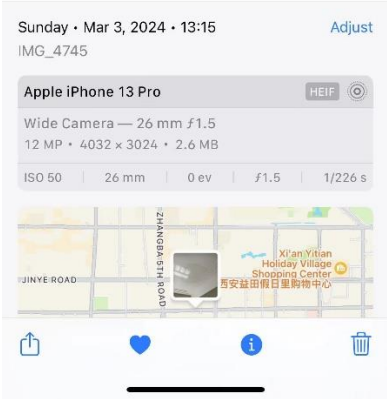 Sunday • Mar 3, 2024 • 13:15
Adjust
IMG_4745
Apple iPhone 13 Pro
HEIF
Wide Camera — 26 mm ƒ1.5
12 MP • 4032 × 3024 • 2.6 MB
ISO 50
26 mm
0 ev
ƒ1.5
1/226 s
ZHANGBA 5TH ROAD
JINYE ROAD
Xi'an Yitian
Holiday Village
Shopping Center
西安益田假日里购物中心